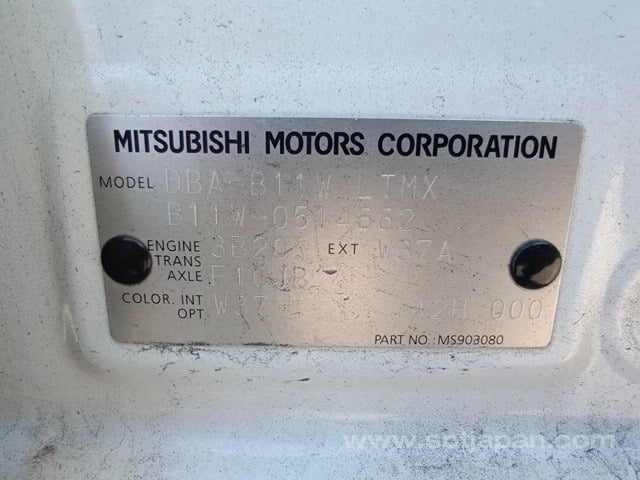 MITSUBISHI MOTORS CORPORATION
MODEL DBA-B11W LTMX
B11W-0514562
ENGINE 3B20 EXT W37A
TRANS
AXLE F1CJB
COLOR. INT W37 42H 000
OPT.
PART NO.: MS903080
www.sbtjapan.com